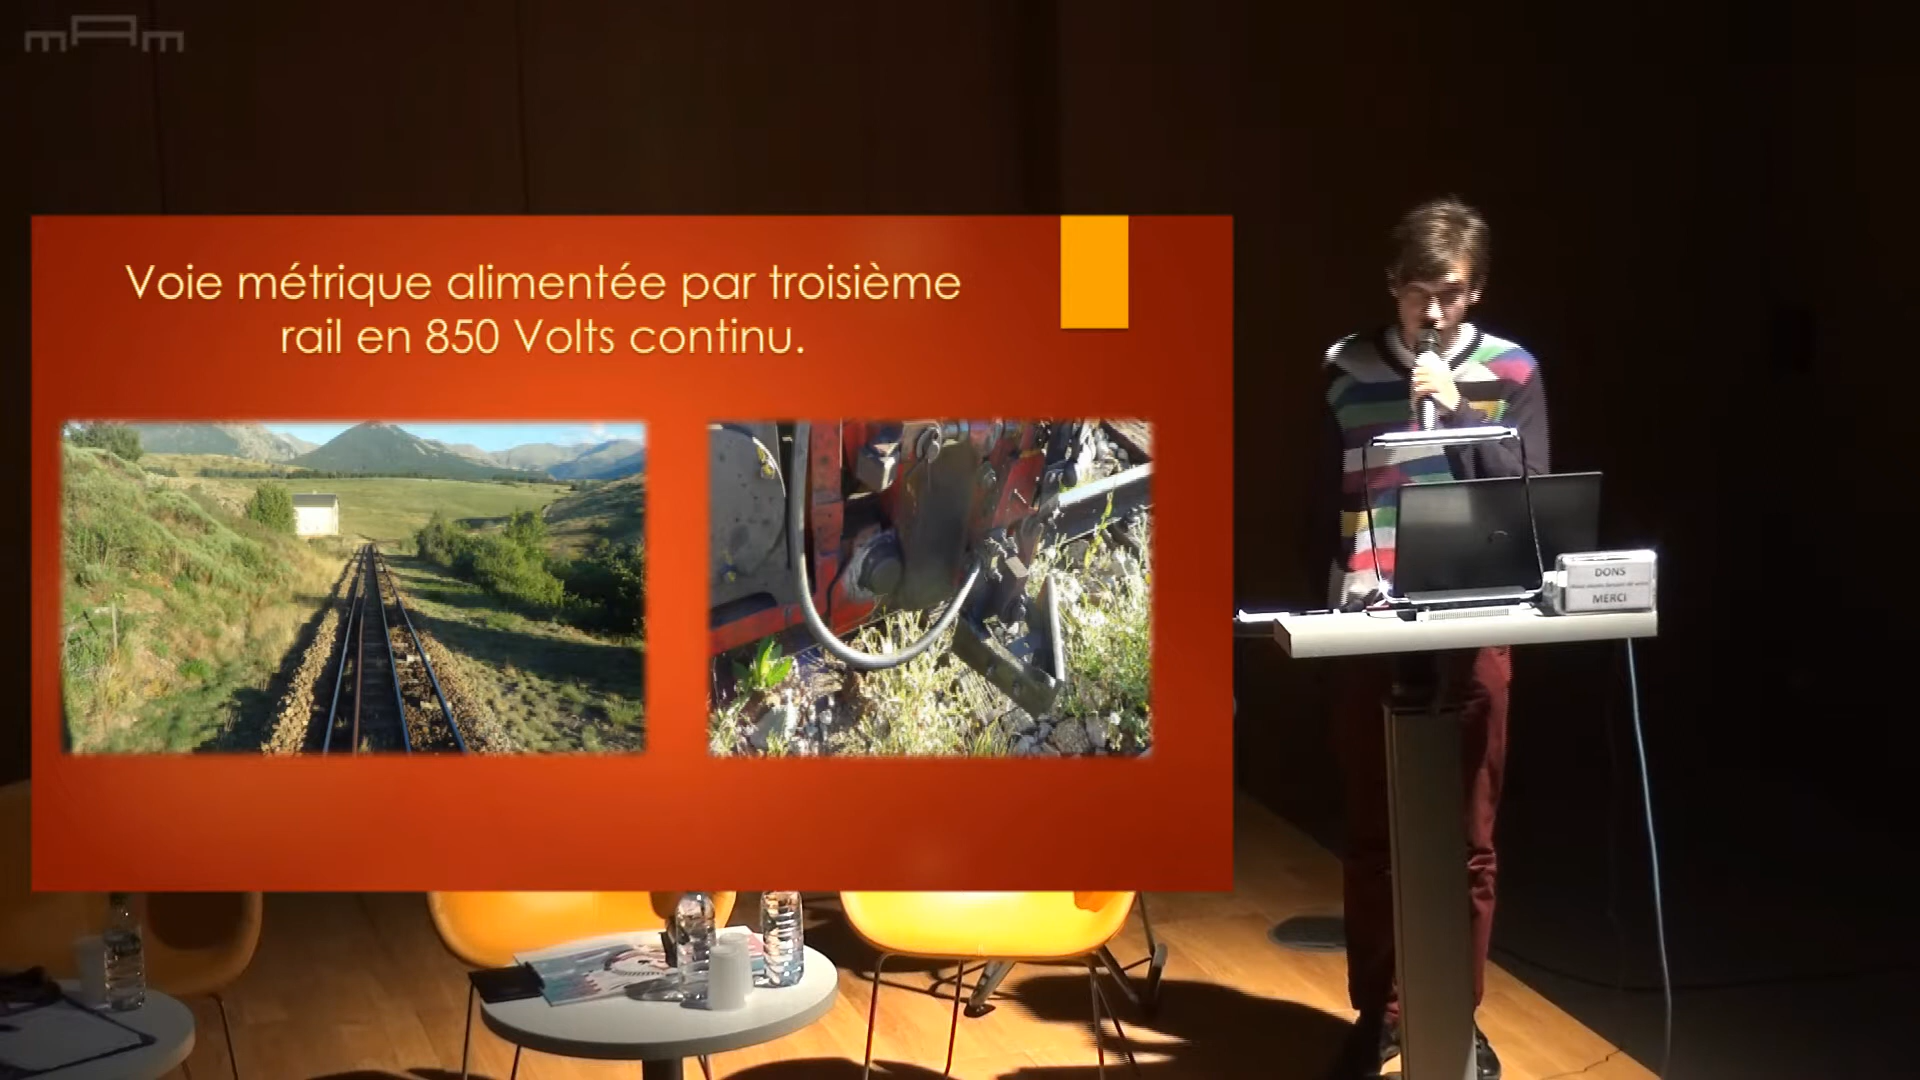 mAm
Voie métrique alimentée par troisième
rail en 850 Volts continu.
DONS
MERCI